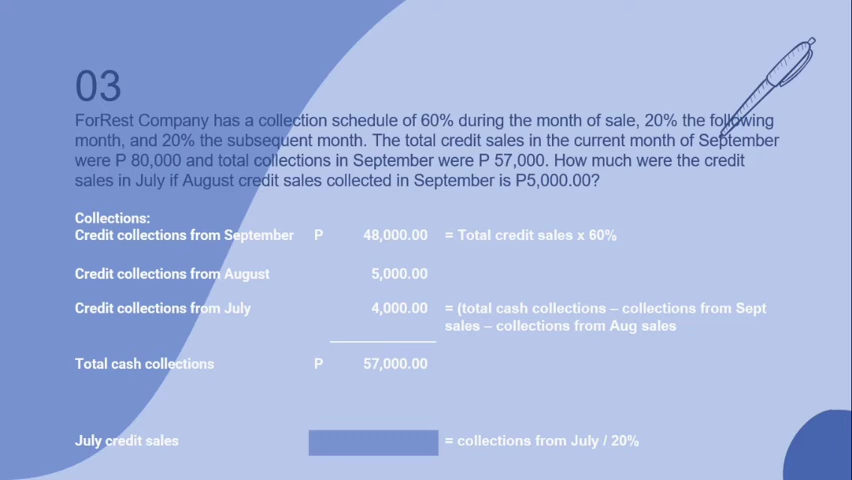 03
ForRest Company has a collection schedule of 60% during the month of sale, 20% the following
month, and 20% the subsequent month. The total credit sales in the current month of September
were P 80,000 and total collections in September were P 57,000. How much were the credit
sales in July if August credit sales collected in September is P5,000.00?
Collections:
Credit collections from September P 48,000.00 = Total credit sales x 60%
Credit collections from August 5,000.00
Credit collections from July 4,000.00 = (total cash collections – collections from Sept
sales – collections from Aug sales
Total cash collections P 57,000.00
July credit sales = collections from July / 20%